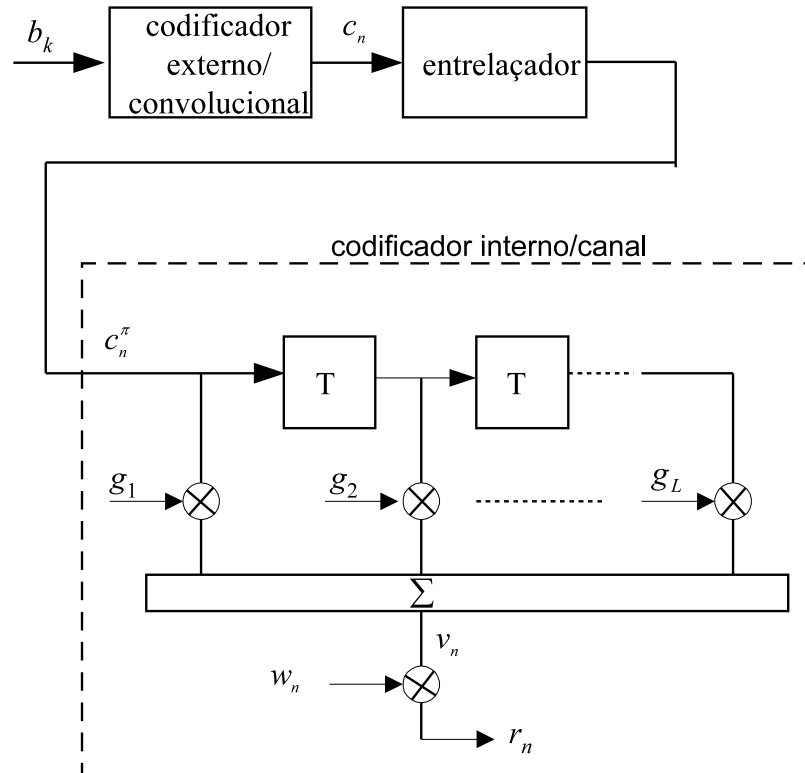 b_k
codificador
externo/
convolucional
c_n
entrelaçador
codificador interno/canal
c_n^π
T
T
g_1
g_2
g_L
Σ
v_n
w_n
r_n